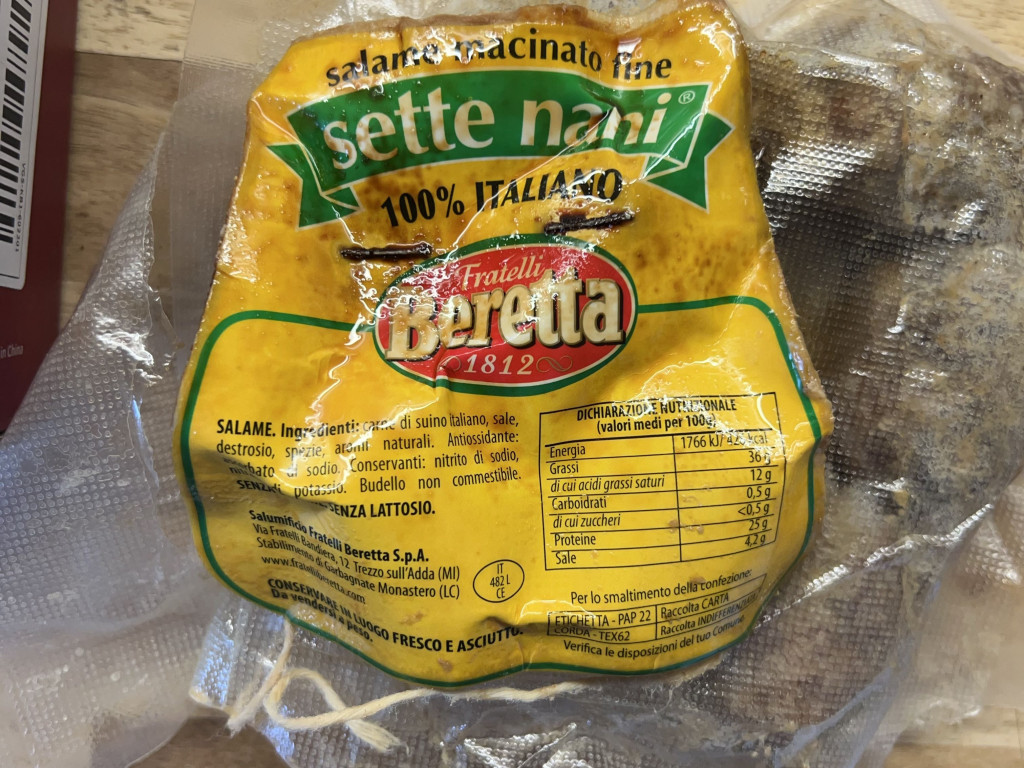 salame macinato fine
sette nani®
100% ITALIANO
Fratelli
Beretta
1812
SALAME. Ingredienti: carne di suino italiano, sale,
destrosio, spezie, aromi naturali. Antiossidante:
di sodio. Conservanti: nitrito di sodio,
potassio. Budello non commestibile.
SENZA LATTOSIO.
Salumificio Fratelli Beretta S.p.A.
Via Fratelli Bandiera, 12 Trezzo sull'Adda (MI)
Stabilimento di Garbagnate Monastero (LC)
www.fratelliberetta.com
IT
482 L
CE
CONSERVARE IN LUOGO FRESCO E ASCIUTTO.
Da vendersi a peso.
DICHIARAZIONE NUTRIZIONALE
(valori medi per 100g)
Energia 1766 kJ/ kcal
Grassi 36 g
di cui acidi grassi saturi 12 g
Carboidrati 0,5 g
di cui zuccheri <0,5 g
Proteine 25 g
Sale 4,2 g
Per lo smaltimento della confezione:
ETICHETTA - PAP 22 Raccolta CARTA
CORDA - TEX62 Raccolta INDIFFERENZIATA
Verifica le disposizioni del tuo Comune
in China